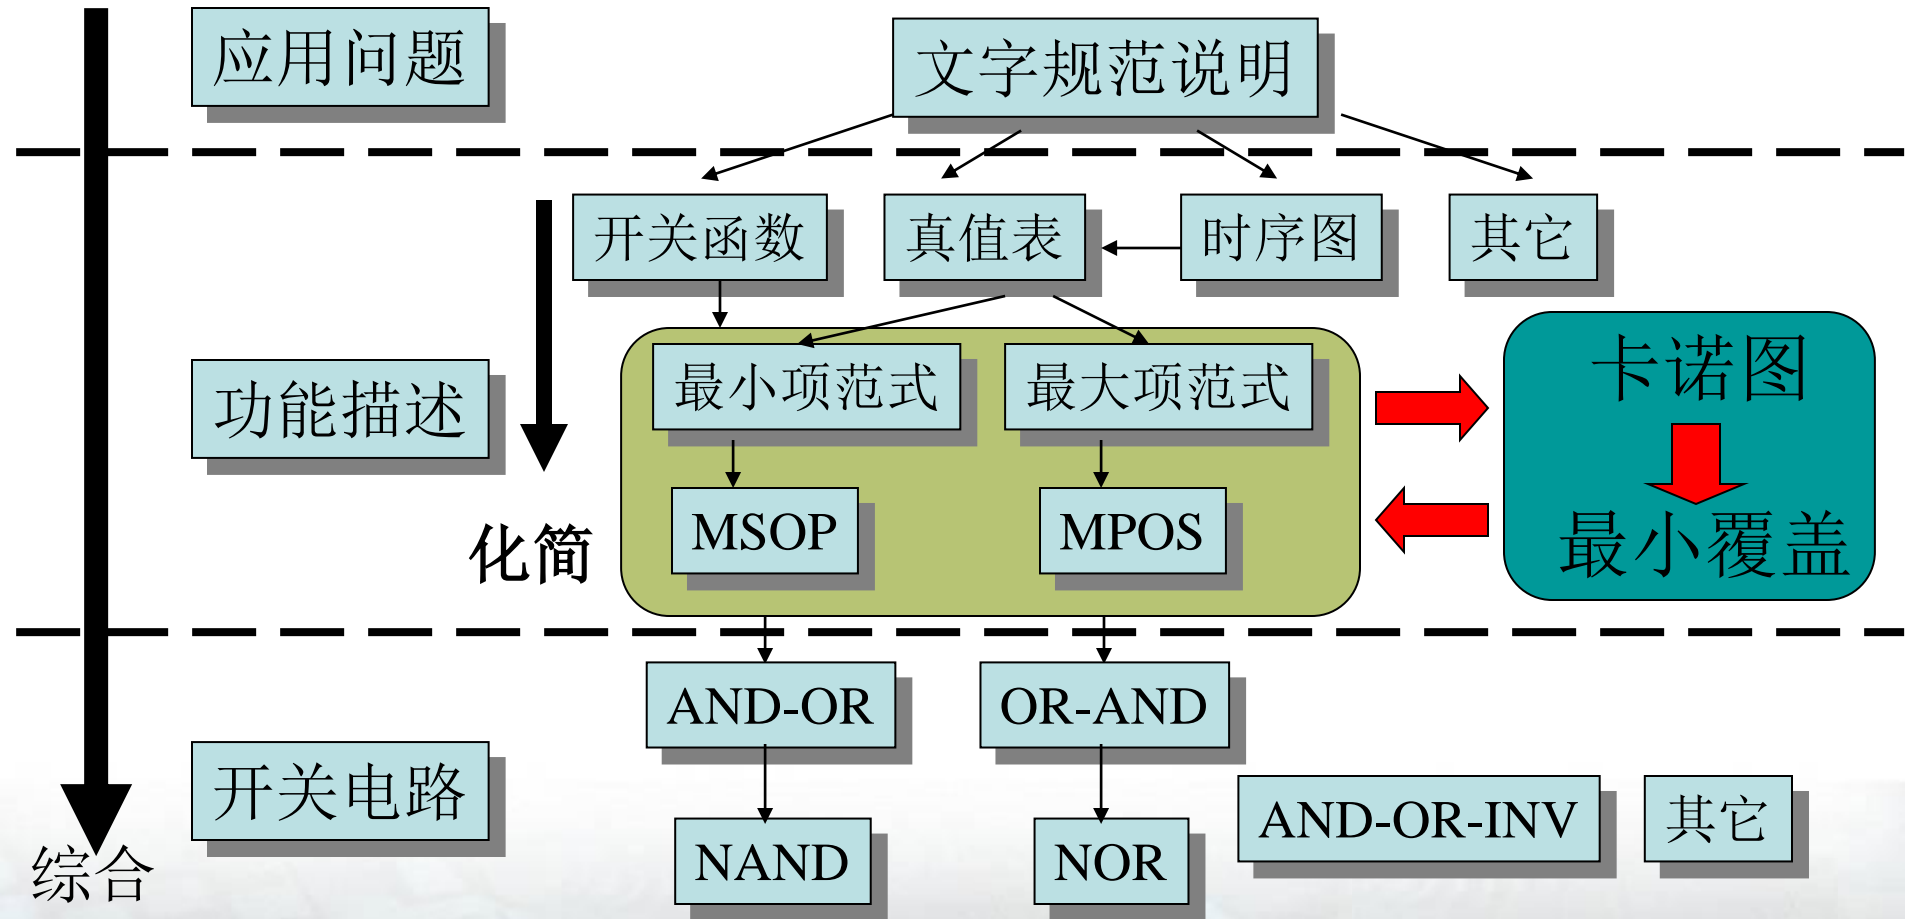 应用问题
文字规范说明
开关函数
真值表
时序图
其它
功能描述
最小项范式
最大项范式
卡诺图
MSOP
MPOS
最小覆盖
化简
AND-OR
OR-AND
开关电路
AND-OR-INV
其它
NAND
NOR
综合